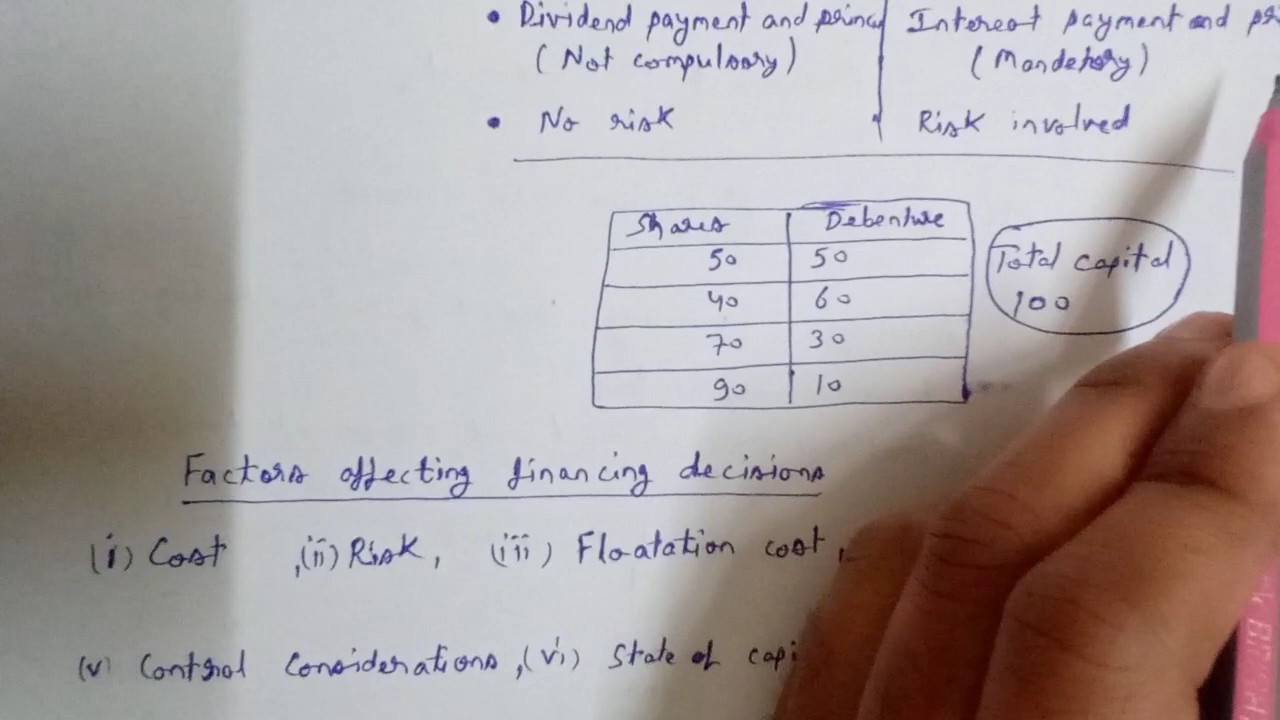 • Dividend payment and princ Interest payment and pr
(Not compulsory) (Mandetory)
• No risk Risk involved
Shares Debenture
50 50
40 60
70 30
90 10
Total capital
100
Factors affecting financing decisions
(i) Cost ,(ii) Risk, (iii) Floatation cost,
(v) Control Considerations, (vi) State of capi